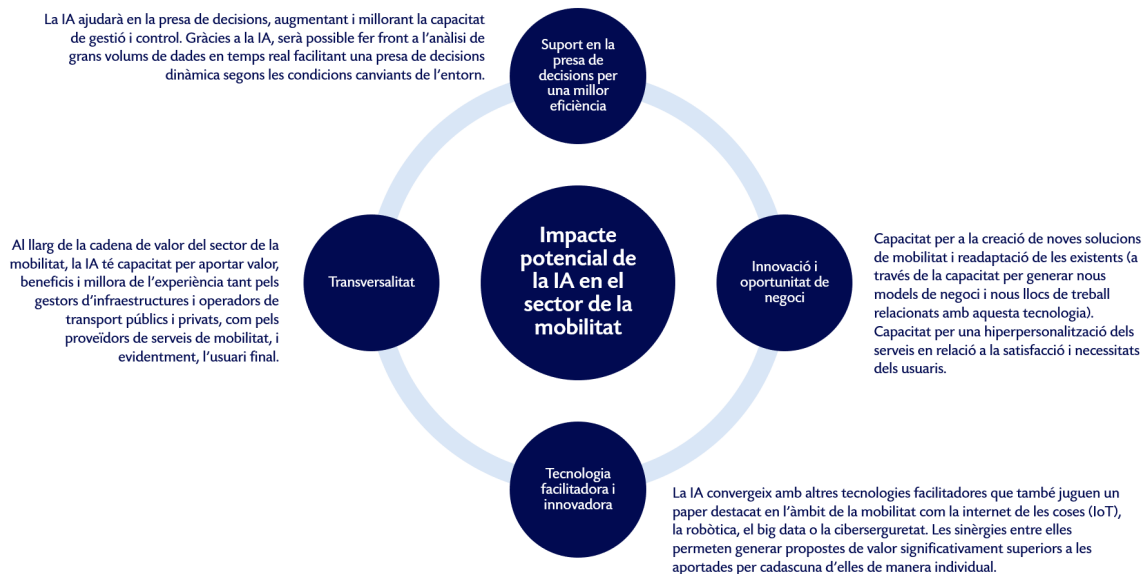 La IA ajudarà en la presa de decisions, augmentant i millorant la capacitat
de gestió i control. Gràcies a la IA, serà possible fer front a l'anàlisi de
grans volums de dades en temps real facilitant una presa de decisions
dinàmica segons les condicions canviants de l'entorn.
Suport en la
presa de
decisions per
una millor
eficiència
Al llarg de la cadena de valor del sector de la
mobilitat, la IA té capacitat per aportar valor,
beneficis i millora de l'experiència tant pels
gestors d'infraestructures i operadors de
transport públics i privats, com pels
proveïdors de serveis de mobilitat, i
evidentment, l'usuari final.
Transversalitat
Impacte
potencial de
la IA en el
sector de la
mobilitat
Innovació i
oportunitat de
negoci
Capacitat per a la creació de noves solucions
de mobilitat i readaptació de les existents (a
través de la capacitat per generar nous
models de negoci i nous llocs de treball
relacionats amb aquesta tecnologia).
Capacitat per una hiperpersonalització dels
serveis en relació a la satisfacció i necessitats
dels usuaris.
Tecnologia
facilitadora i
innovadora
La IA convergeix amb altres tecnologies facilitadores que també juguen un
paper destacat en l'àmbit de la mobilitat com la internet de les coses (IoT),
la robòtica, el big data o la ciberserguretat. Les sinèrgies entre elles
permeten generar propostes de valor significativament superiors a les
aportades per cadascuna d'elles de manera individual.